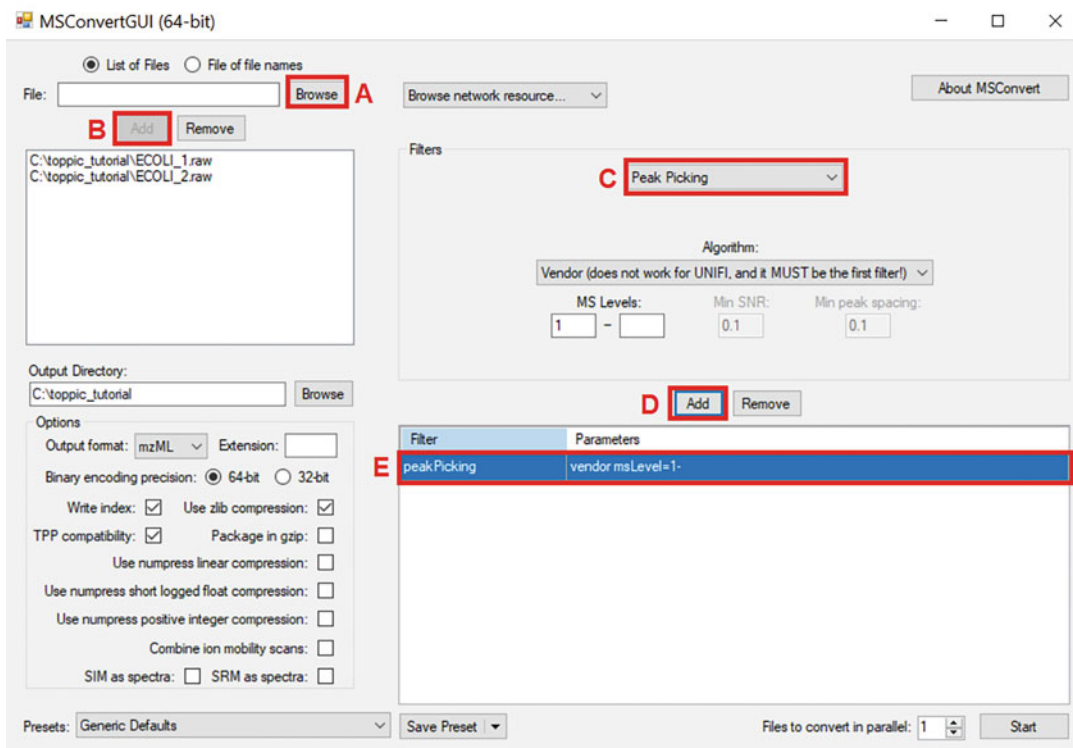 MSConvertGUI (64-bit)
List of Files File of file names
File: Browse A
B Add Remove
C:\toppic_tutorial\ECOLI_1.raw
C:\toppic_tutorial\ECOLI_2.raw
Output Directory:
C:\toppic_tutorial Browse
Options
Output format: mzML Extension:
Binary encoding precision: 64-bit 32-bit
Write index: Use zlib compression:
TPP compatibility: Package in gzip:
Use numpress linear compression:
Use numpress short logged float compression:
Use numpress positive integer compression:
Combine ion mobility scans:
SIM as spectra: SRM as spectra:
Presets: Generic Defaults
Browse network resource... About MSConvert
Filters
C Peak Picking
Algorithm:
Vendor (does not work for UNIFI, and it MUST be the first filter!)
MS Levels: Min SNR: Min peak spacing:
1 – 0.1 0.1
D Add Remove
Filter Parameters
E peakPicking vendor msLevel=1-
Save Preset Files to convert in parallel: 1 Start